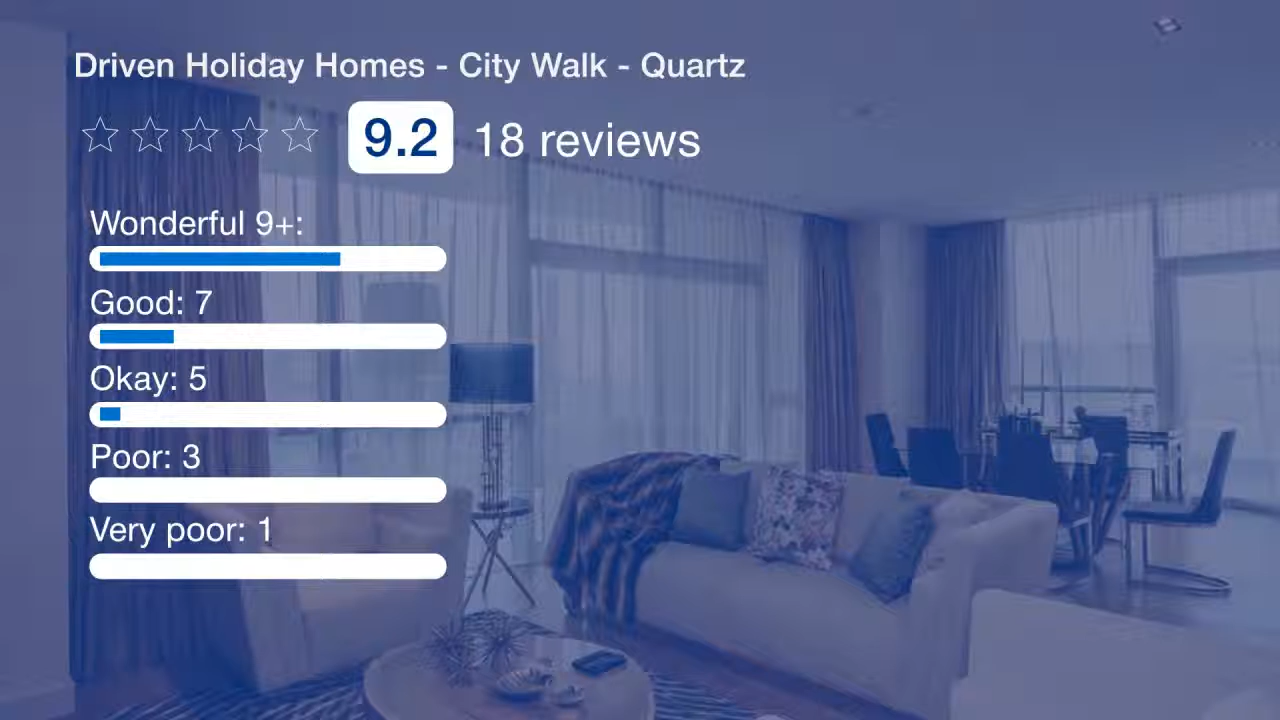 Driven Holiday Homes - City Walk - Quartz
9.2 18 reviews
Wonderful 9+:
Good: 7
Okay: 5
Poor: 3
Very poor: 1